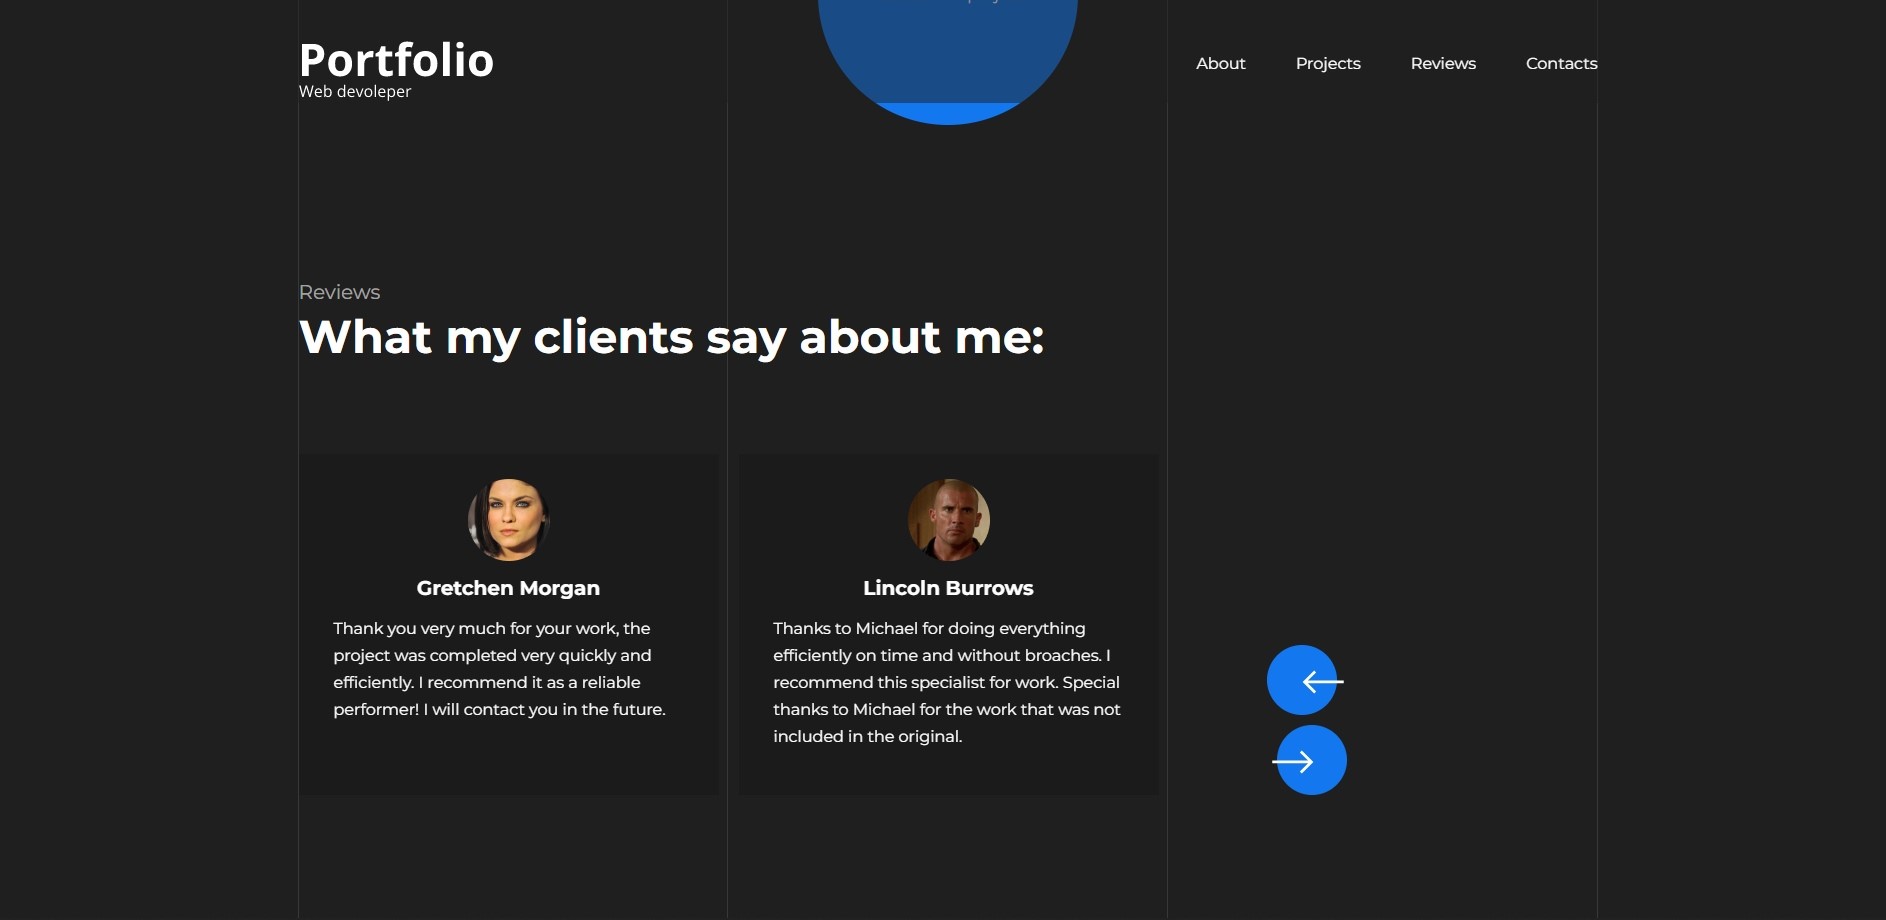 Portfolio
Web devoleper
About
Projects
Reviews
Contacts
Reviews
What my clients say about me:
Gretchen Morgan
Thank you very much for your work, the
project was completed very quickly and
efficiently. I recommend it as a reliable
performer! I will contact you in the future.
Lincoln Burrows
Thanks to Michael for doing everything
efficiently on time and without broaches. I
recommend this specialist for work. Special
thanks to Michael for the work that was not
included in the original.